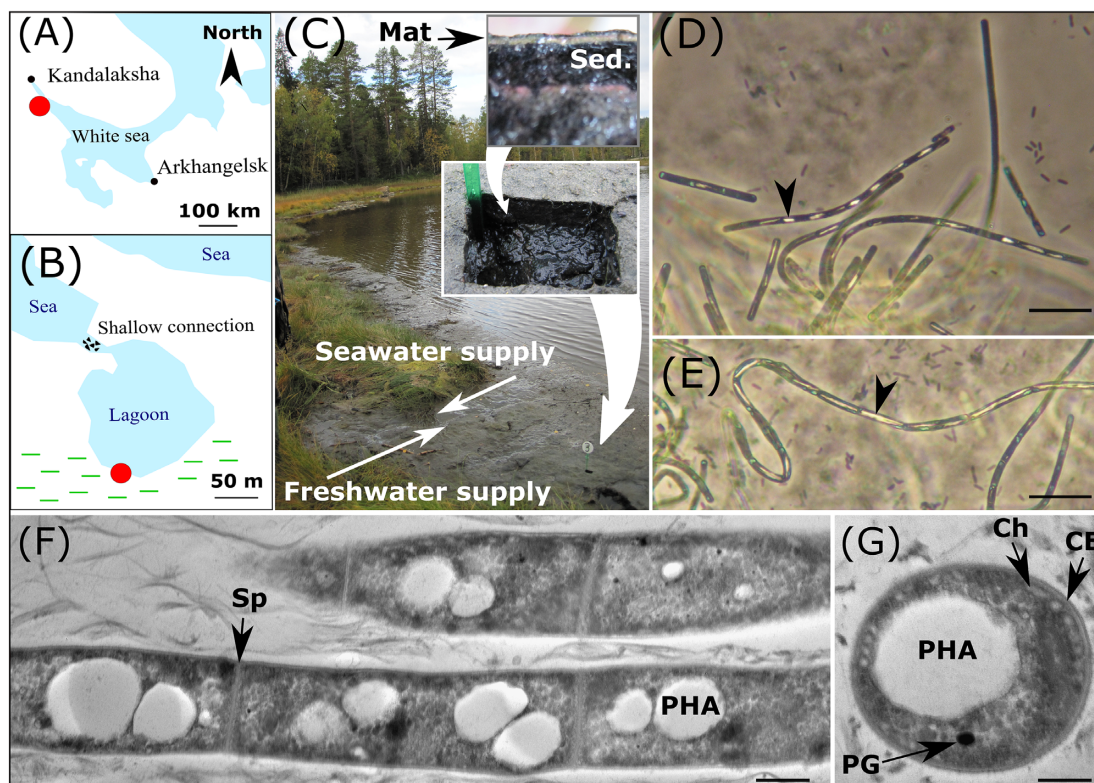 (A)
North
Kandalaksha
White sea
Arkhangelsk
100 km
(B)
Sea
Sea
Shallow connection
Lagoon
50 m
(C)
Mat
Sed.
Seawater supply
Freshwater supply
(D)
(E)
(F)
Sp
PHA
(G)
Ch
CE
PHA
PG